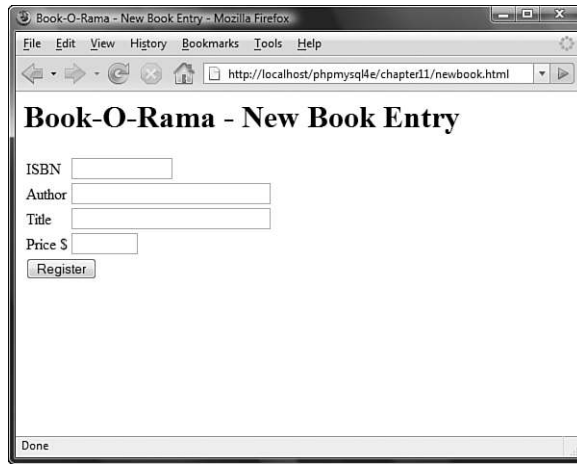 Book-O-Rama - New Book Entry - Mozilla Firefox
File Edit View History Bookmarks Tools Help
http://localhost/phpmysql4e/chapter11/newbook.html
Book-O-Rama - New Book Entry
ISBN
Author
Title
Price $
Register
Done